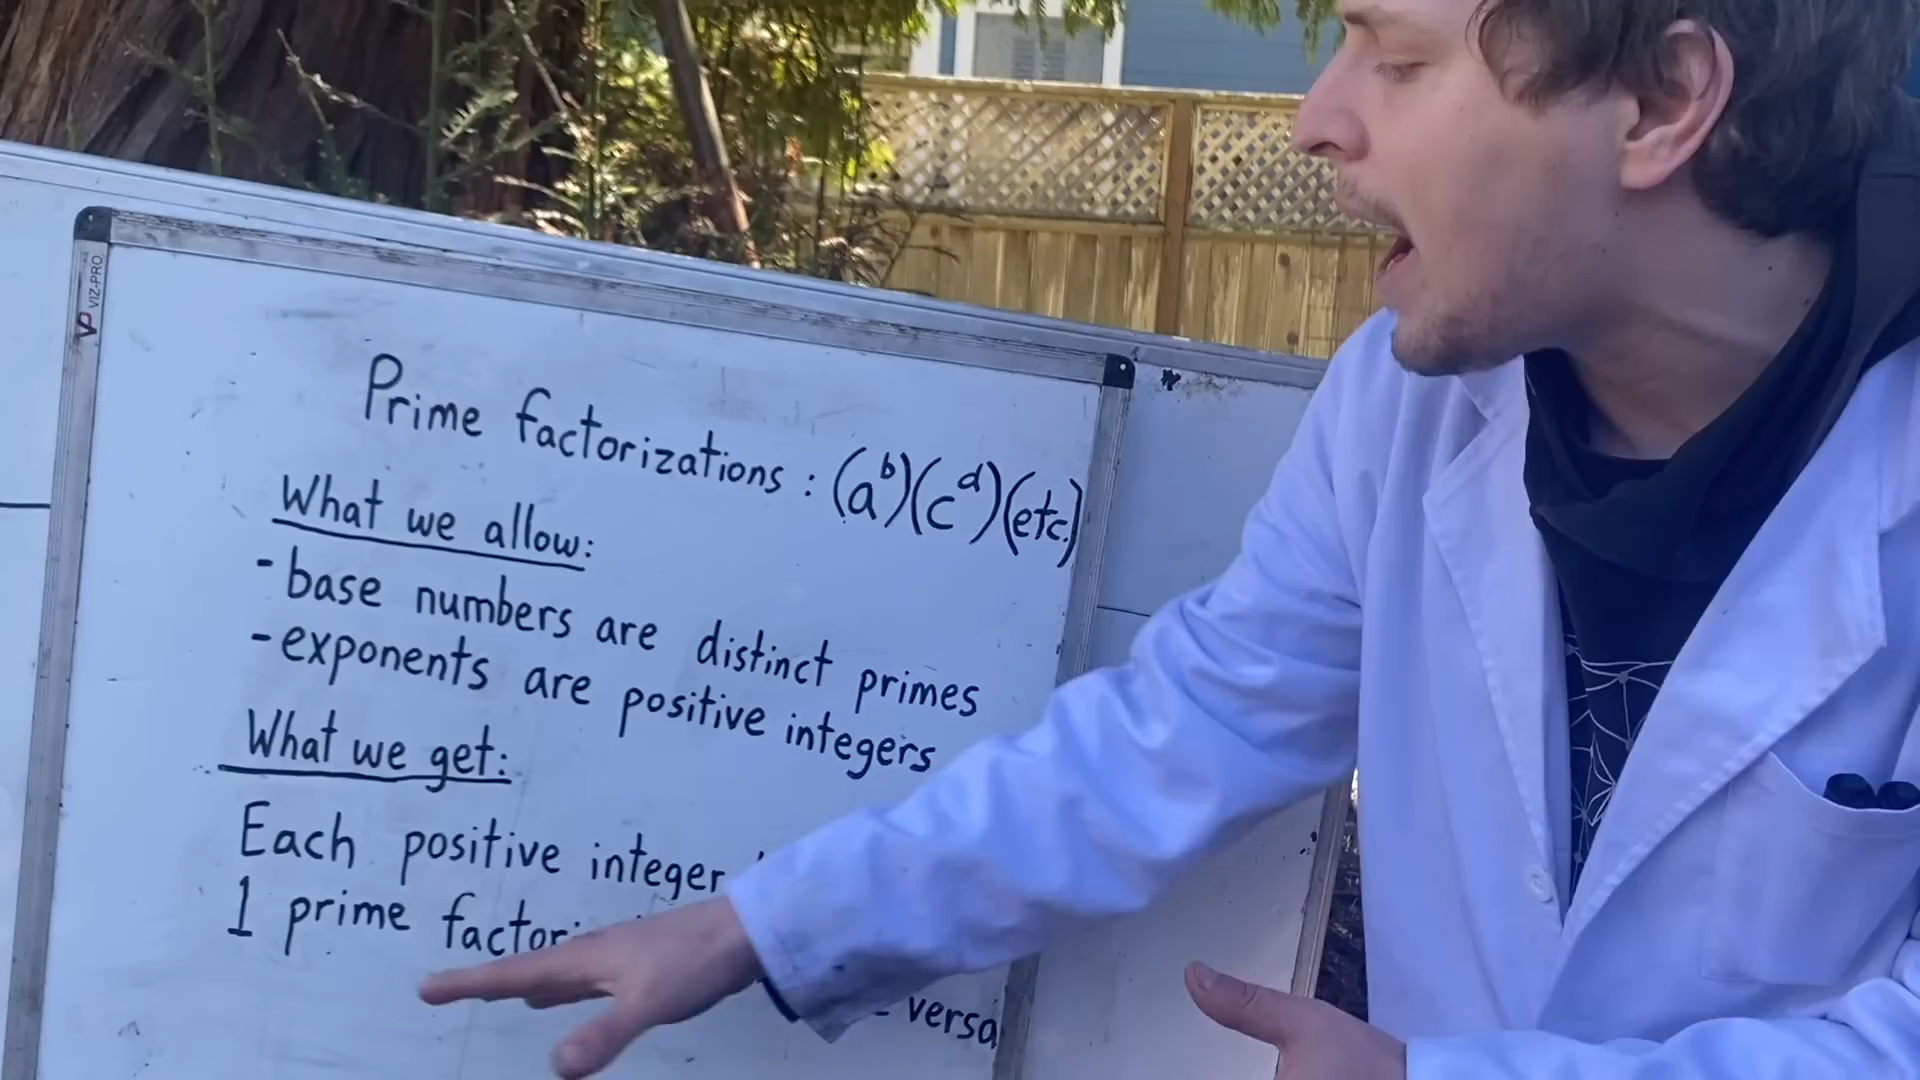 VIZ-PRO
Prime factorizations : (a^b)(c^d)(etc.)
What we allow:
- base numbers are distinct primes
- exponents are positive integers
What we get:
Each positive integer
1 prime
versa